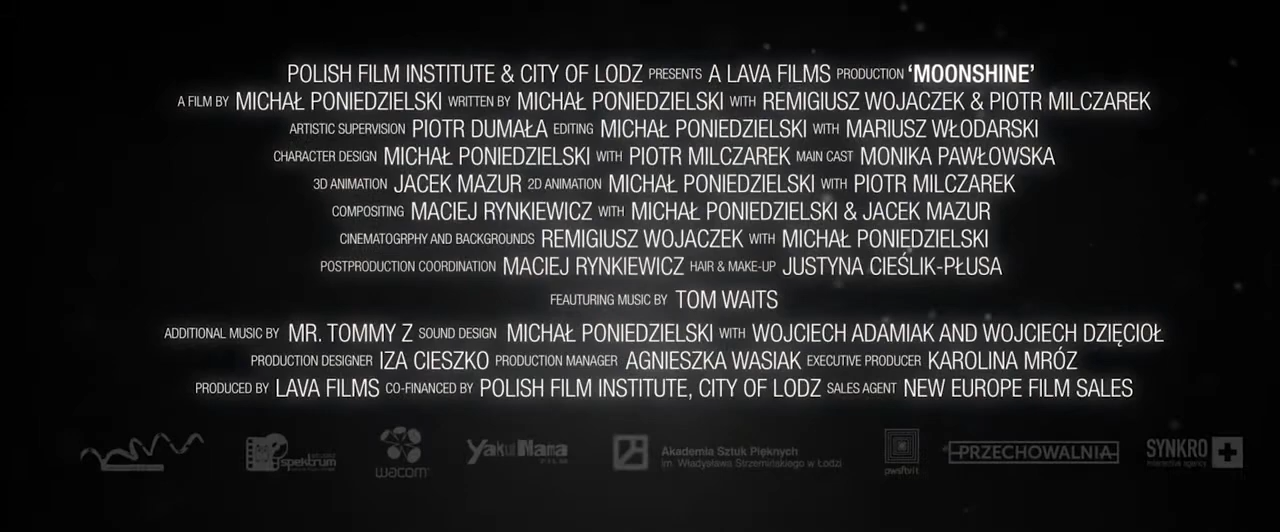 POLISH FILM INSTITUTE & CITY OF LODZ PRESENTS A LAVA FILMS PRODUCTION ‘MOONSHINE’
A FILM BY MICHAŁ PONIEDZIELSKI WRITTEN BY MICHAŁ PONIEDZIELSKI WITH REMIGIUSZ WOJACZEK & PIOTR MILCZAREK
ARTISTIC SUPERVISION PIOTR DUMAŁA EDITING MICHAŁ PONIEDZIELSKI WITH MARIUSZ WŁODARSKI
CHARACTER DESIGN MICHAŁ PONIEDZIELSKI WITH PIOTR MILCZAREK MAIN CAST MONIKA PAWŁOWSKA
3D ANIMATION JACEK MAZUR 2D ANIMATION MICHAŁ PONIEDZIELSKI WITH PIOTR MILCZAREK
COMPOSITING MACIEJ RYNKIEWICZ WITH MICHAŁ PONIEDZIELSKI & JACEK MAZUR
CINEMATOGRPHY AND BACKGROUNDS REMIGIUSZ WOJACZEK WITH MICHAŁ PONIEDZIELSKI
POSTPRODUCTION COORDINATION MACIEJ RYNKIEWICZ HAIR & MAKE-UP JUSTYNA CIEŚLIK-PŁUSA
FEAUTURING MUSIC BY TOM WAITS
ADDITIONAL MUSIC BY MR. TOMMY Z SOUND DESIGN MICHAŁ PONIEDZIELSKI WITH WOJCIECH ADAMIAK AND WOJCIECH DZIĘCIOŁ
PRODUCTION DESIGNER IZA CIESZKO PRODUCTION MANAGER AGNIESZKA WASIAK EXECUTIVE PRODUCER KAROLINA MRÓZ
PRODUCED BY LAVA FILMS CO-FINANCED BY POLISH FILM INSTITUTE, CITY OF LODZ SALES AGENT NEW EUROPE FILM SALES
spektrum
wacom
Yaku Hama
FILM
Akademia Sztuk Pięknych
im. Władysława Strzemińskiego w Łodzi
pwsftvit
PRZECHOWALNIA
SYNKRO
interactive agency